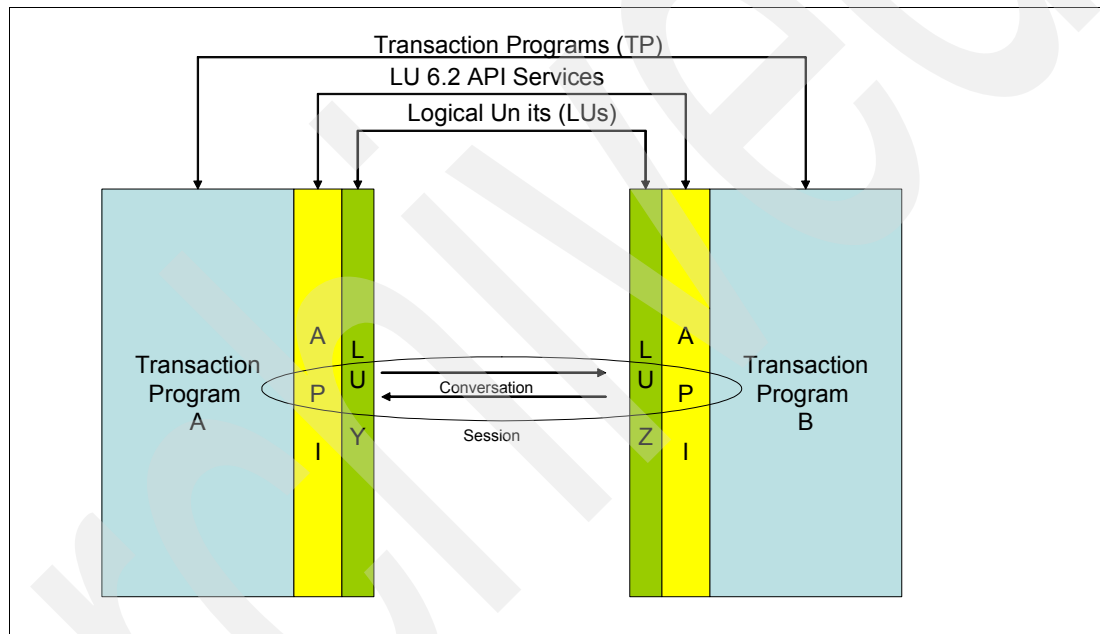 Transaction Programs (TP)
LU 6.2 API Services
Logical Un its (LUs)
Transaction
Program
A
A
P
I
L
U
Y
Conversation
Session
L
U
Z
A
P
I
Transaction
Program
B